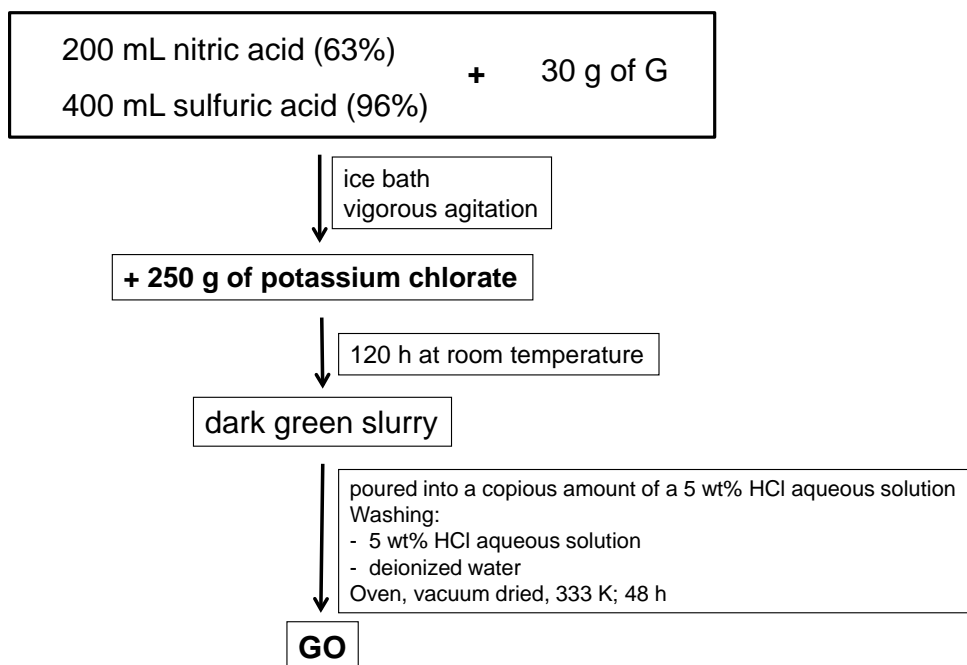 200 mL nitric acid (63%)
400 mL sulfuric acid (96%)
+
30 g of G
ice bath
vigorous agitation
+ 250 g of potassium chlorate
120 h at room temperature
dark green slurry
poured into a copious amount of a 5 wt% HCl aqueous solution
Washing:
- 5 wt% HCl aqueous solution
- deionized water
Oven, vacuum dried, 333 K; 48 h
GO